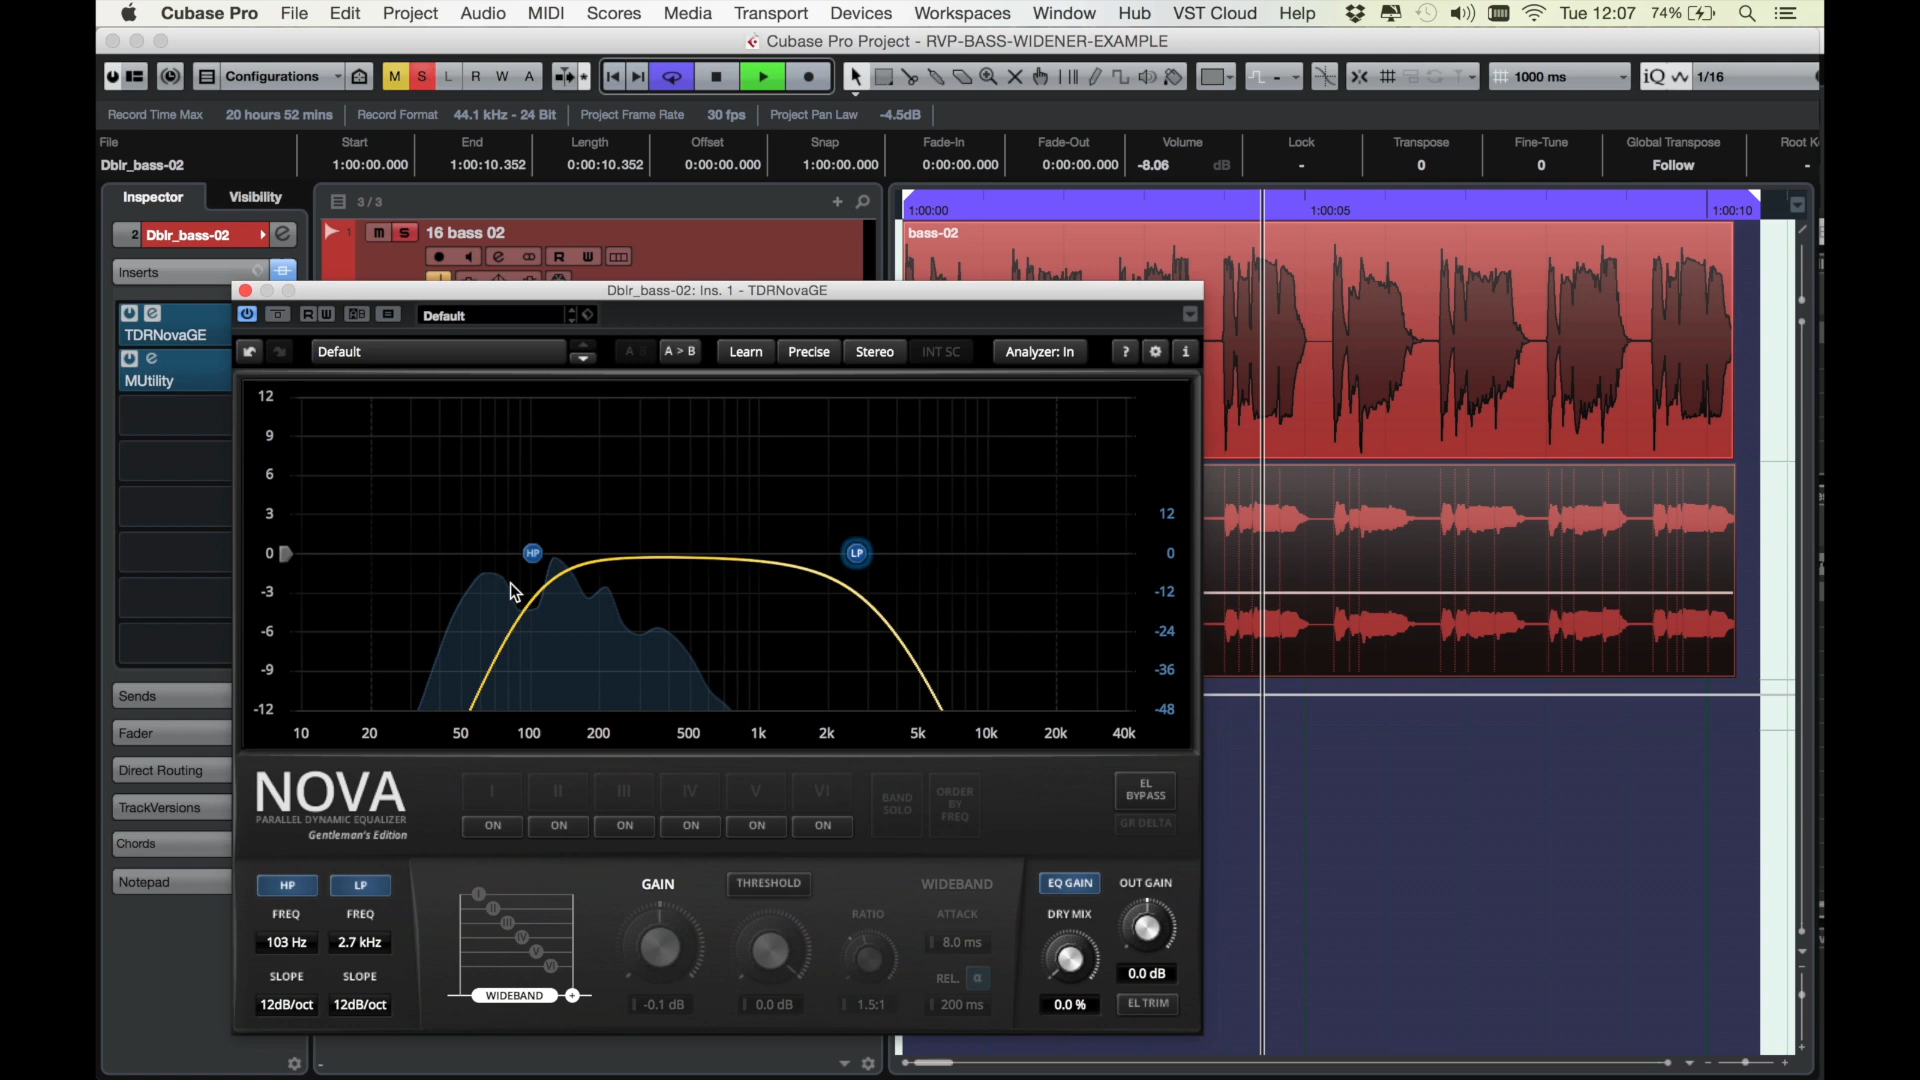 Cubase Pro File Edit Project Audio MIDI Scores Media Transport Devices Workspaces Window Hub VST Cloud Help Tue 12:07 74%
Cubase Pro Project - RVP-BASS-WIDENER-EXAMPLE
Configurations M S L R W A 1000 ms iQ 1/16
Record Time Max 20 hours 52 mins Record Format 44.1 kHz - 24 Bit Project Frame Rate 30 fps Project Pan Law -4.5dB
File Start End Length Offset Snap Fade-In Fade-Out Volume Lock Transpose Fine-Tune Global Transpose Root K
Dblr_bass-02 1:00:00.000 1:00:10.352 0:00:10.352 0:00:00.000 1:00:00.000 0:00:00.000 0:00:00.000 -8.06 dB - 0 0 Follow -
Inspector Visibility 3 / 3 +
1:00:00 1:00:05 1:00:10
2 Dblr_bass-02 1 m S 16 bass 02 bass-02
R W
Inserts
Dblr_bass-02: Ins. 1 - TDRNovaGE
R W Default
TDRNovaGE
Default A B A > B Learn Precise Stereo INT SC Analyzer: In ? i
MUtility
12
9
6
3 12
0 HP LP 0
-3 -12
-6 -24
-9 -36
-12 -48
10 20 50 100 200 500 1k 2k 5k 10k 20k 40k
Sends
Fader
Direct Routing
TrackVersions
Chords
Notepad
NOVA
PARALLEL DYNAMIC EQUALIZER
Gentleman's Edition
I II III IV V VI
ON ON ON ON ON ON
BAND SOLO
ORDER BY FREQ
EL BYPASS
GR DELTA
HP LP GAIN THRESHOLD WIDEBAND EQ GAIN OUT GAIN
FREQ FREQ RATIO ATTACK DRY MIX
103 Hz 2.7 kHz 8.0 ms
I II III IV V VI
SLOPE SLOPE REL. α 0.0 dB
12dB/oct 12dB/oct WIDEBAND + -0.1 dB 0.0 dB 1.5:1 200 ms 0.0 % EL TRIM